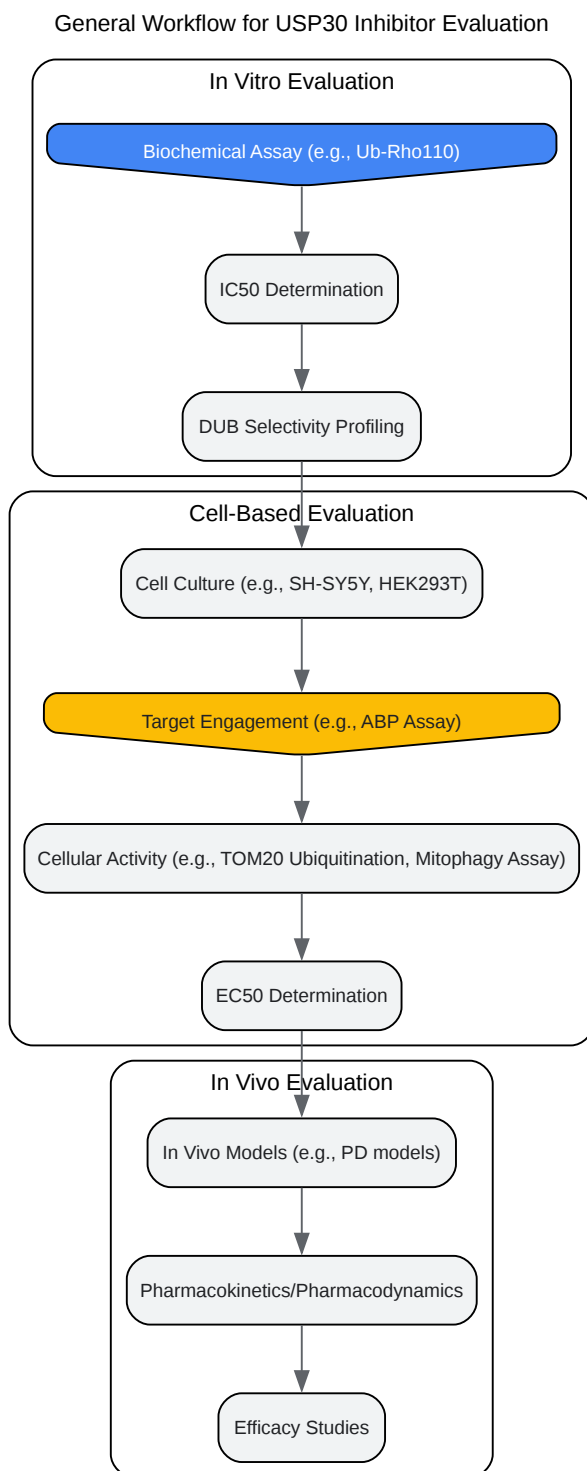 General Workflow for USP30 Inhibitor Evaluation
In Vitro Evaluation
Biochemical Assay (e.g., Ub-Rho110)
IC50 Determination
DUB Selectivity Profiling
Cell-Based Evaluation
Cell Culture (e.g., SH-SY5Y, HEK293T)
Target Engagement (e.g., ABP Assay)
Cellular Activity (e.g., TOM20 Ubiquitination, Mitophagy Assay)
EC50 Determination
In Vivo Evaluation
In Vivo Models (e.g., PD models)
Pharmacokinetics/Pharmacodynamics
Efficacy Studies